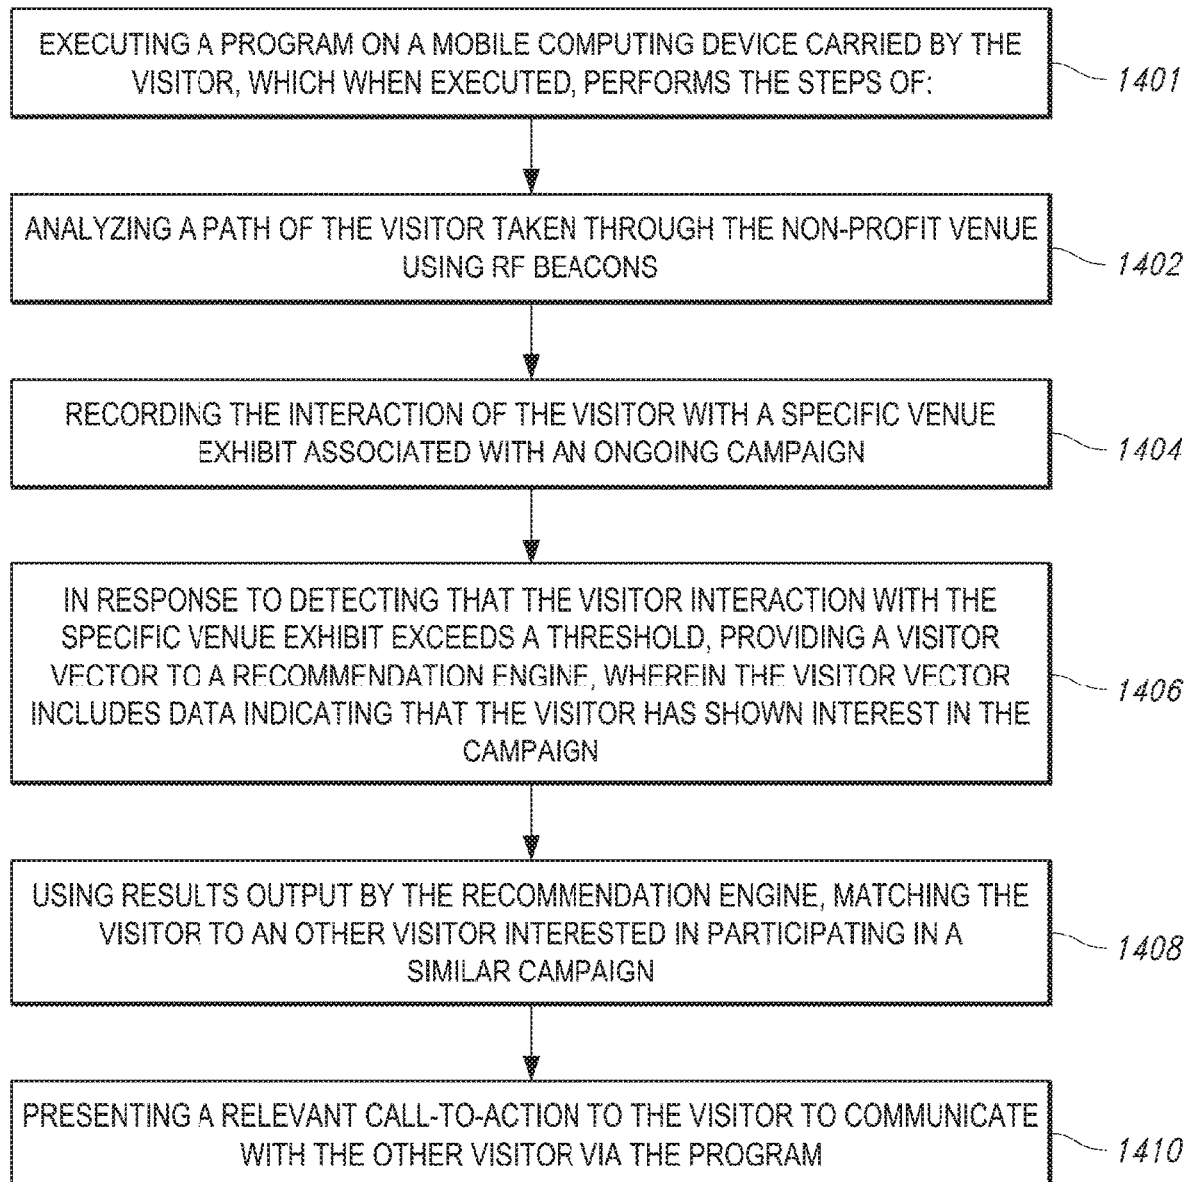 EXECUTING A PROGRAM ON A MOBILE COMPUTING DEVICE CARRIED BY THE
VISITOR, WHICH WHEN EXECUTED, PERFORMS THE STEPS OF:
1401
ANALYZING A PATH OF THE VISITOR TAKEN THROUGH THE NON-PROFIT VENUE
USING RF BEACONS
1402
RECORDING THE INTERACTION OF THE VISITOR WITH A SPECIFIC VENUE
EXHIBIT ASSOCIATED WITH AN ONGOING CAMPAIGN
1404
IN RESPONSE TO DETECTING THAT THE VISITOR INTERACTION WITH THE
SPECIFIC VENUE EXHIBIT EXCEEDS A THRESHOLD, PROVIDING A VISITOR
VECTOR TO A RECOMMENDATION ENGINE, WHEREIN THE VISITOR VECTOR
INCLUDES DATA INDICATING THAT THE VISITOR HAS SHOWN INTEREST IN THE
CAMPAIGN
1406
USING RESULTS OUTPUT BY THE RECOMMENDATION ENGINE, MATCHING THE
VISITOR TO AN OTHER VISITOR INTERESTED IN PARTICIPATING IN A
SIMILAR CAMPAIGN
1408
PRESENTING A RELEVANT CALL-TO-ACTION TO THE VISITOR TO COMMUNICATE
WITH THE OTHER VISITOR VIA THE PROGRAM
1410